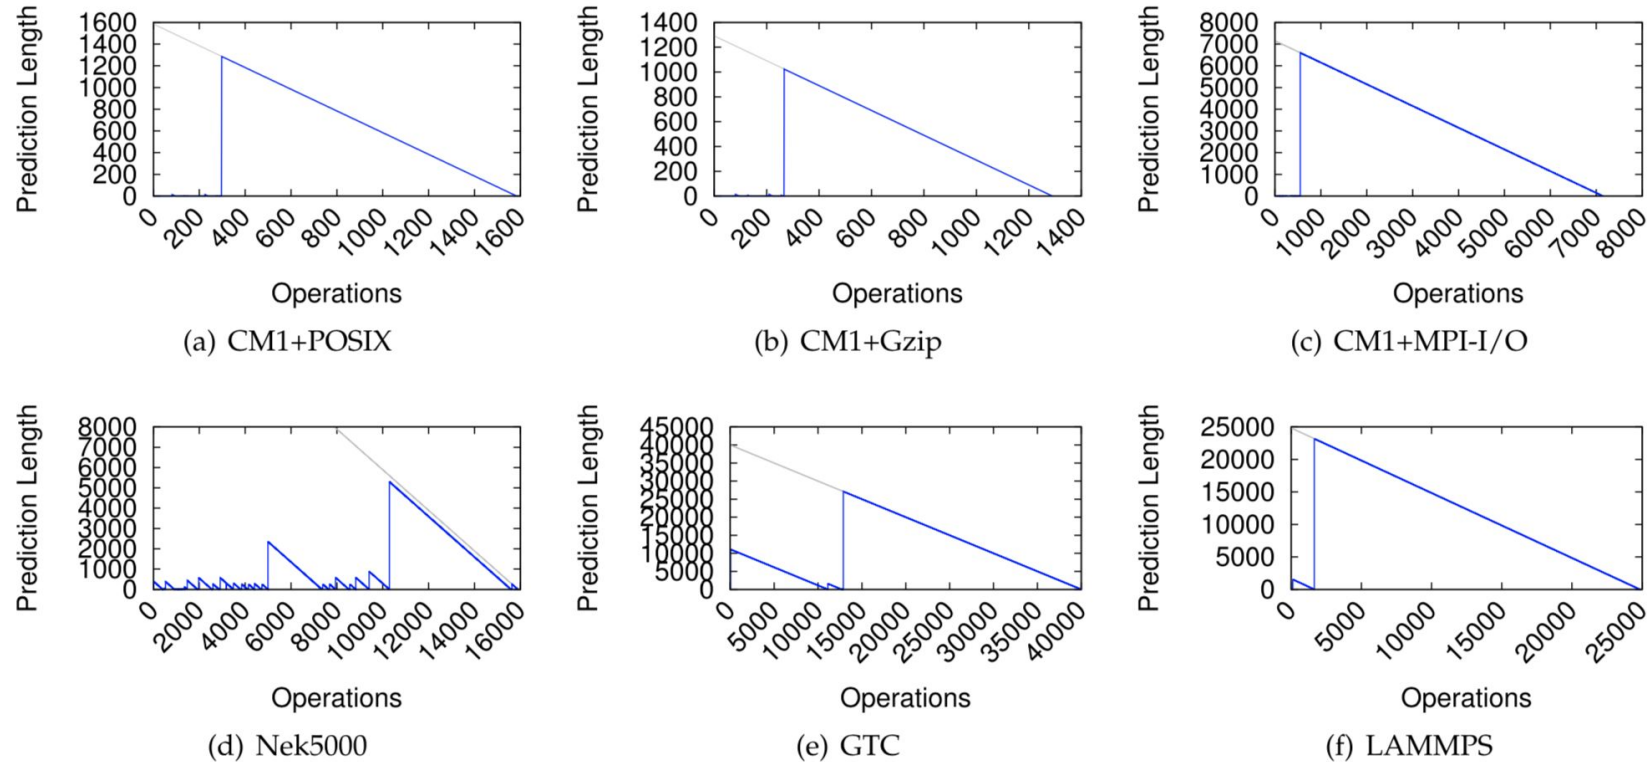 Prediction Length
1600
1400
1200
1000
800
600
400
200
0
0 200 400 600 800 1000 1200 1400 1600
Operations
(a) CM1+POSIX
Prediction Length
1400
1200
1000
800
600
400
200
0
0 200 400 600 800 1000 1200 1400
Operations
(b) CM1+Gzip
Prediction Length
8000
7000
6000
5000
4000
3000
2000
1000
0
0 1000 2000 3000 4000 5000 6000 7000 8000
Operations
(c) CM1+MPI-I/O
Prediction Length
8000
7000
6000
5000
4000
3000
2000
1000
0
0 2000 4000 6000 8000 10000 12000 14000 16000
Operations
(d) Nek5000
Prediction Length
45000
40000
35000
30000
25000
20000
15000
10000
5000
0
0 5000 10000 15000 20000 25000 30000 35000 40000
Operations
(e) GTC
Prediction Length
25000
20000
15000
10000
5000
0
0 5000 10000 15000 20000 25000
Operations
(f) LAMMPS